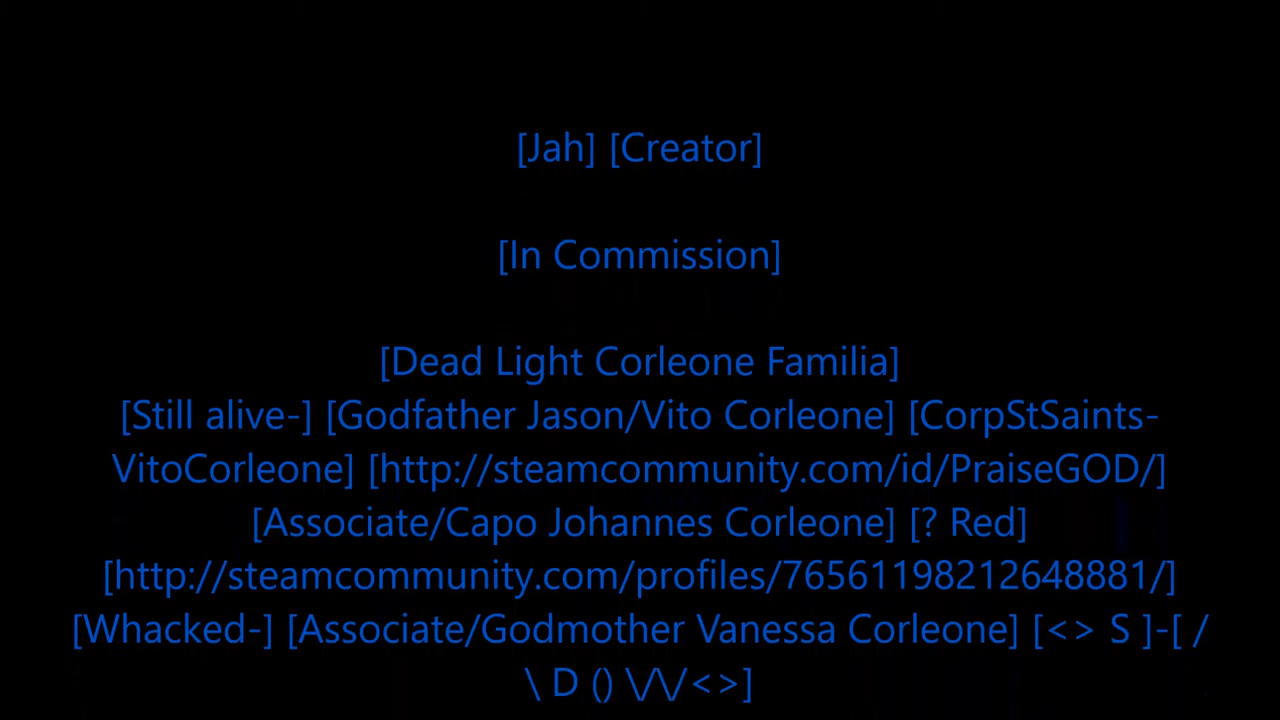 [Jah] [Creator]
[In Commission]
[Dead Light Corleone Familia]
[Still alive-] [Godfather Jason/Vito Corleone] [CorpStSaints-
VitoCorleone] [http://steamcommunity.com/id/PraiseGOD/]
[Associate/Capo Johannes Corleone] [? Red]
[http://steamcommunity.com/profiles/76561198212648881/]
[Whacked-] [Associate/Godmother Vanessa Corleone] [<> S ]-[ /
\ D () \/\/<>]